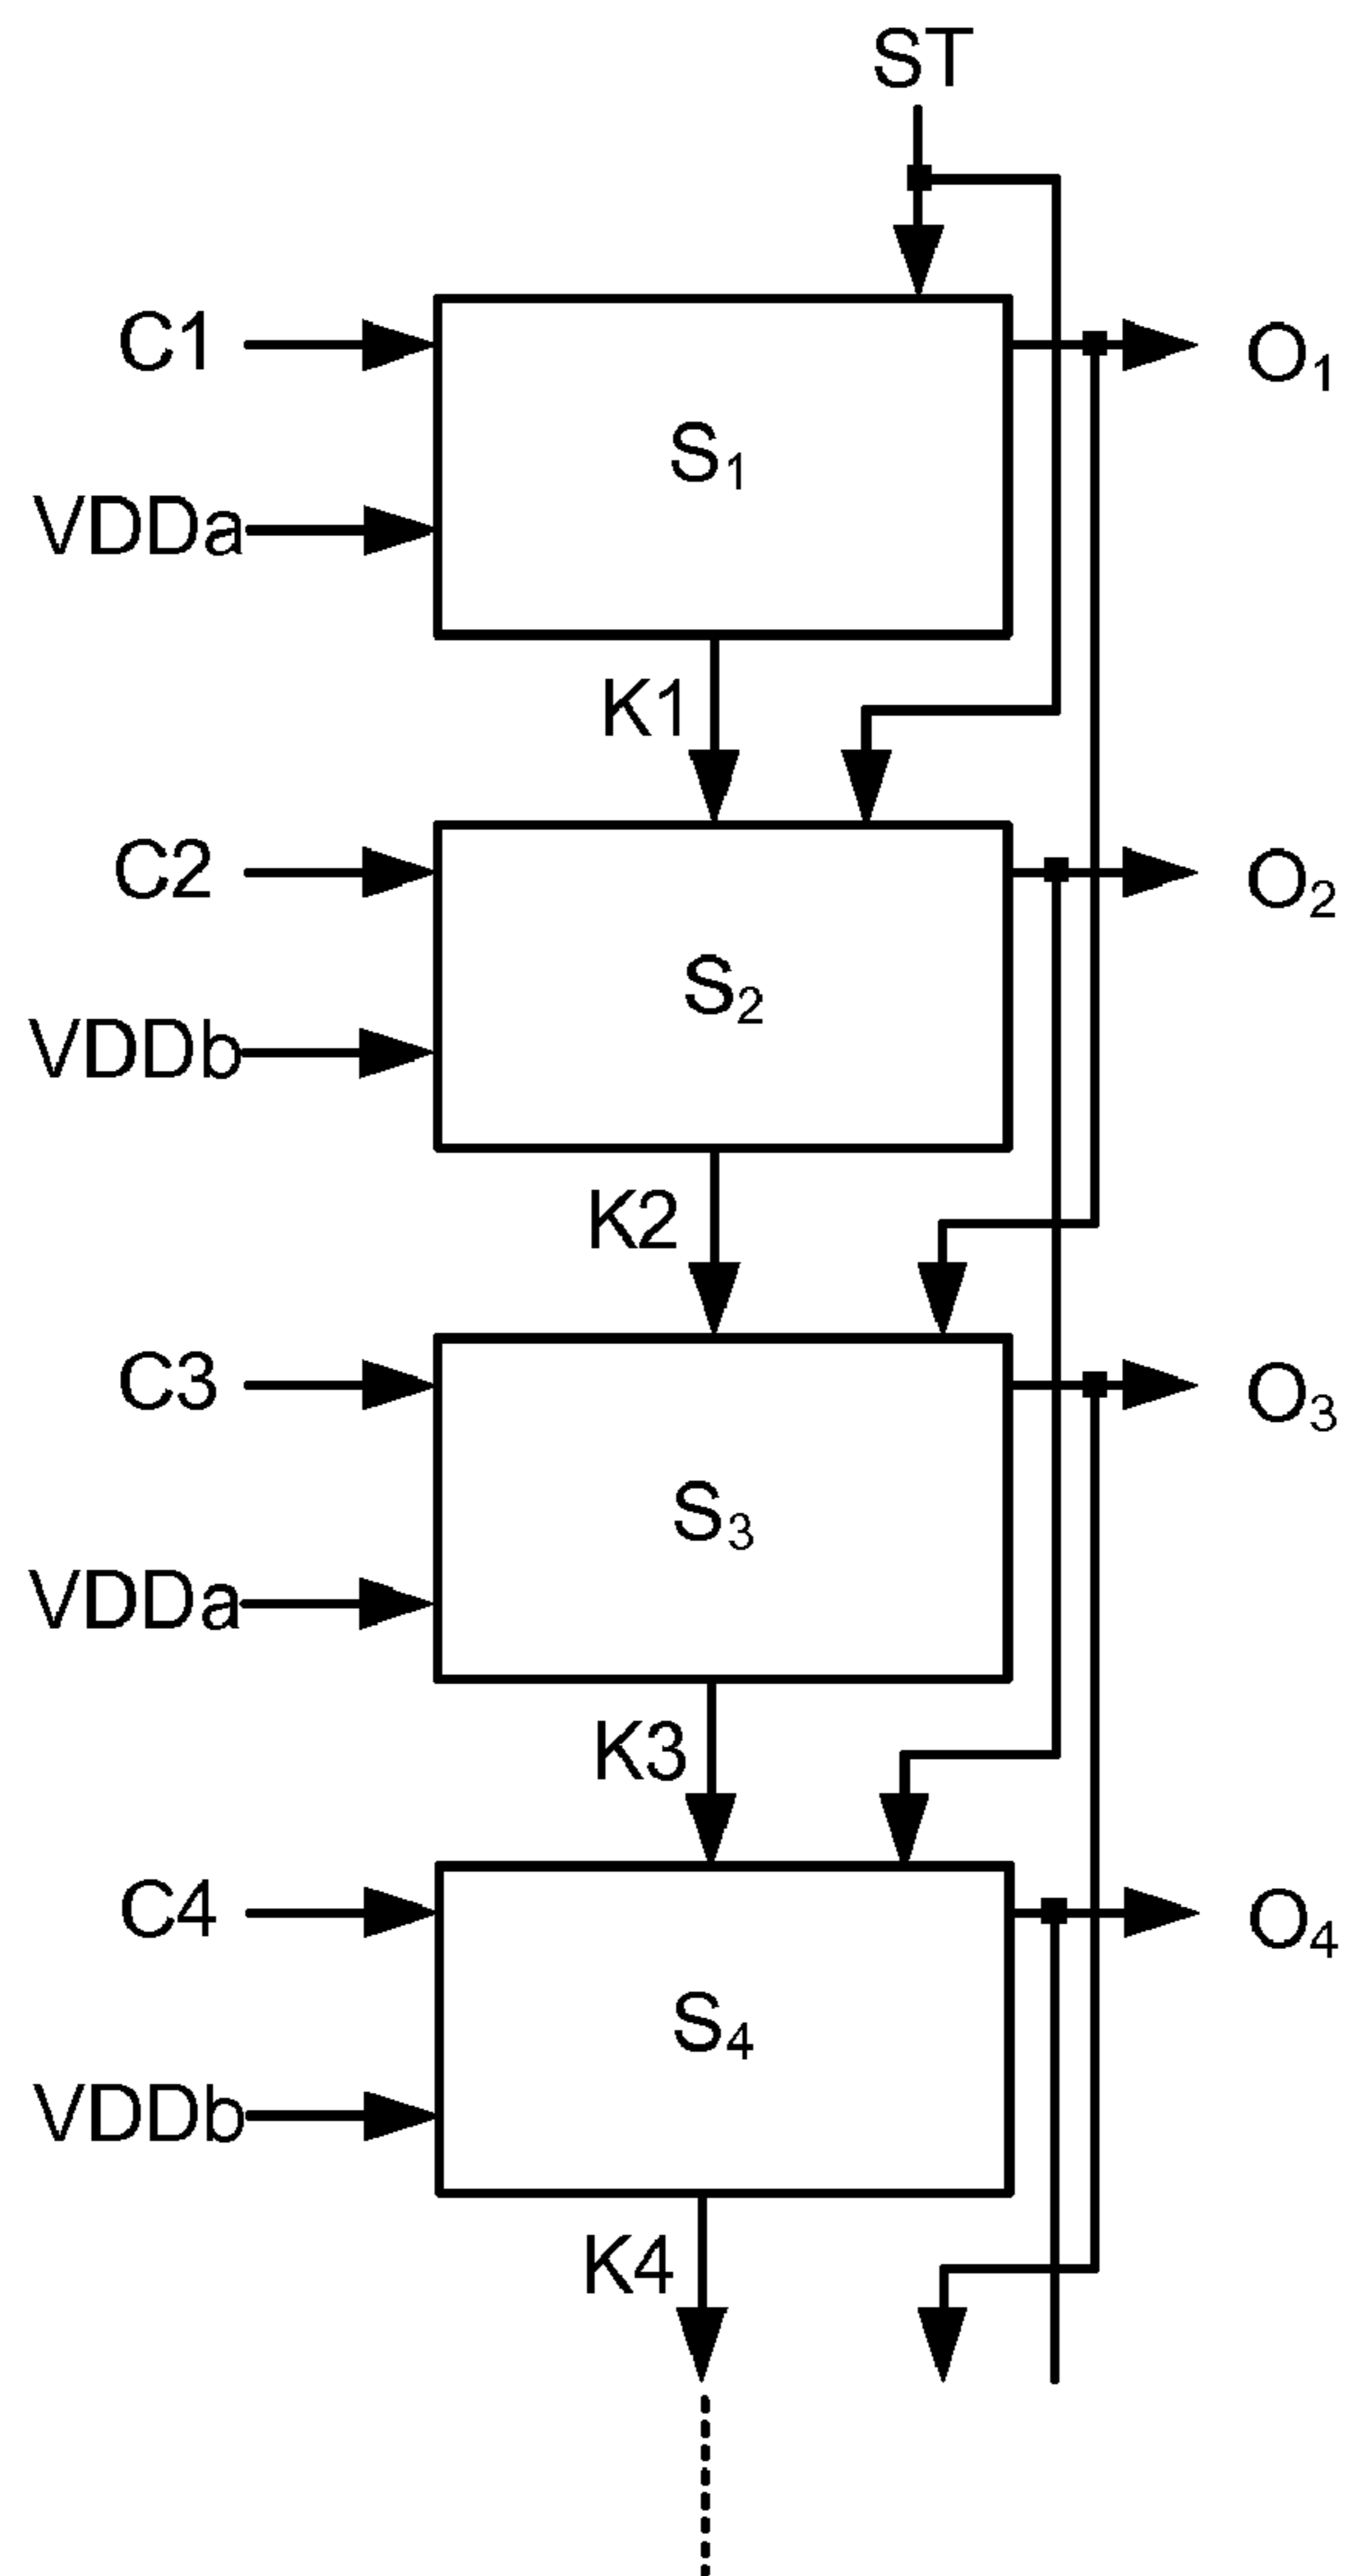 ST
C1
O1
S1
VDDa
K1
C2
O2
S2
VDDb
K2
C3
O3
S3
VDDa
K3
C4
O4
S4
VDDb
K4